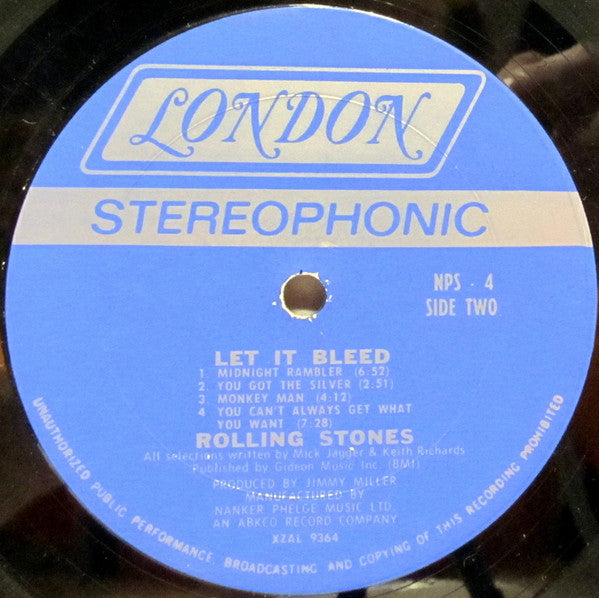 LONDON
STEREOPHONIC
NPS - 4
SIDE TWO
LET IT BLEED
1 MIDNIGHT RAMBLER (6:52)
2 YOU GOT THE SILVER (2:51)
3 MONKEY MAN (4:12)
4 YOU CAN'T ALWAYS GET WHAT
YOU WANT (7:28)
ROLLING STONES
All selections written by Mick Jagger & Keith Richards
Published by Gideon Music Inc. (BMI)
PRODUCED BY JIMMY MILLER
MANUFACTURED BY
NANKER PHELGE MUSIC LTD.
AN ABKCO RECORD COMPANY
XZAL 9364
UNAUTHORIZED PUBLIC PERFORMANCE, BROADCASTING AND COPYING OF THIS RECORDING PROHIBITED